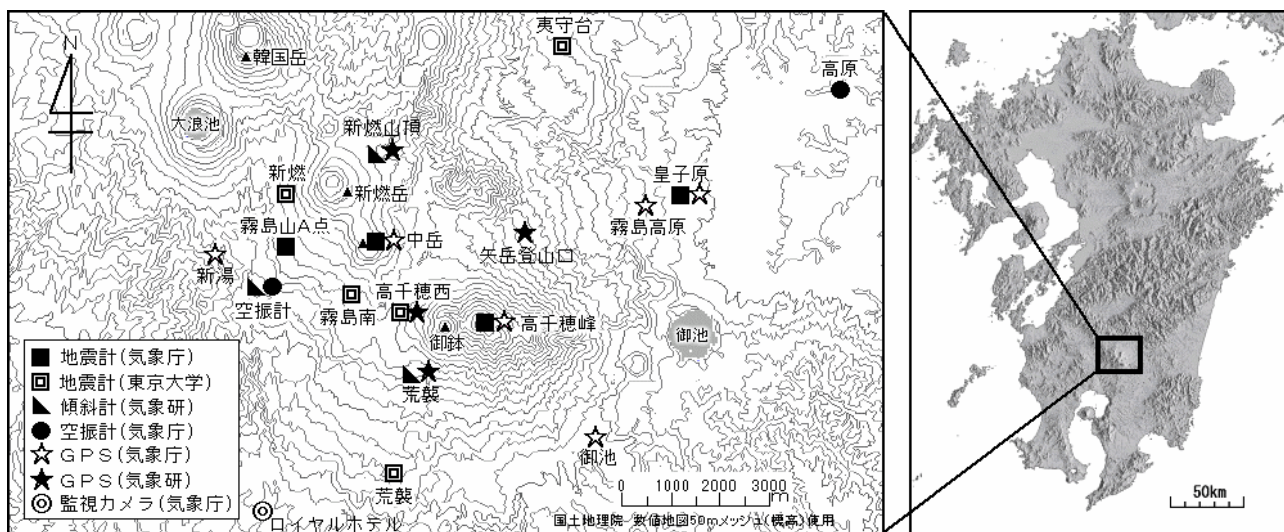 夷守台
韓国岳
高原
N
大浪池
新燃山頂
新燃
新燃岳
皇子原
霧島山A点
中岳
霧島高原
新湯
矢岳登山口
空振計
霧島南
高千穂西
御鉢
高千穂峰
御池
荒襲
地震計(気象庁)
地震計(東京大学)
傾斜計(気象研)
空振計(気象庁)
GPS(気象庁)
GPS(気象研)
監視カメラ(気象庁)
御池
荒襲
ロイヤルホテル
0 1000 2000 3000m
国土地理院 数値地図50mメッシュ(標高)使用
50km